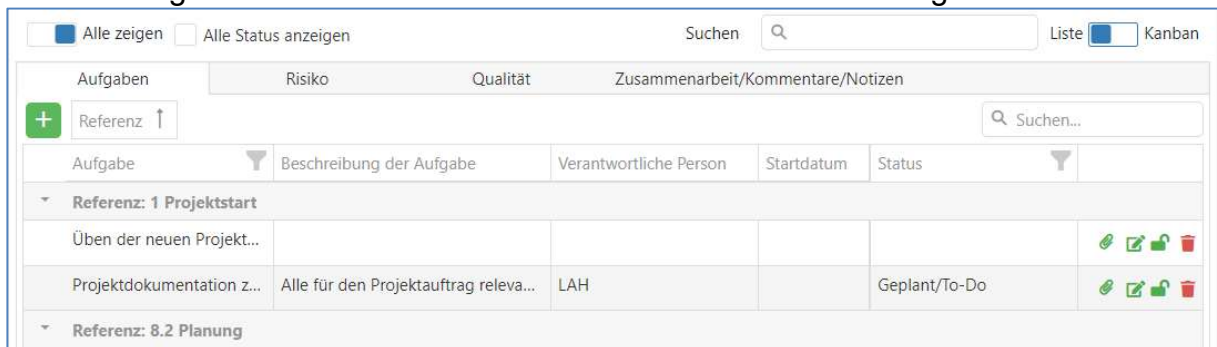 Alle zeigen Alle Status anzeigen Suchen Liste Kanban
Aufgaben Risiko Qualität Zusammenarbeit/Kommentare/Notizen
+ Referenz ↑ Suchen...
Aufgabe Beschreibung der Aufgabe Verantwortliche Person Startdatum Status
Referenz: 1 Projektstart
Üben der neuen Projekt...
Projektdokumentation z... Alle für den Projektauftrag releva... LAH Geplant/To-Do
Referenz: 8.2 Planung